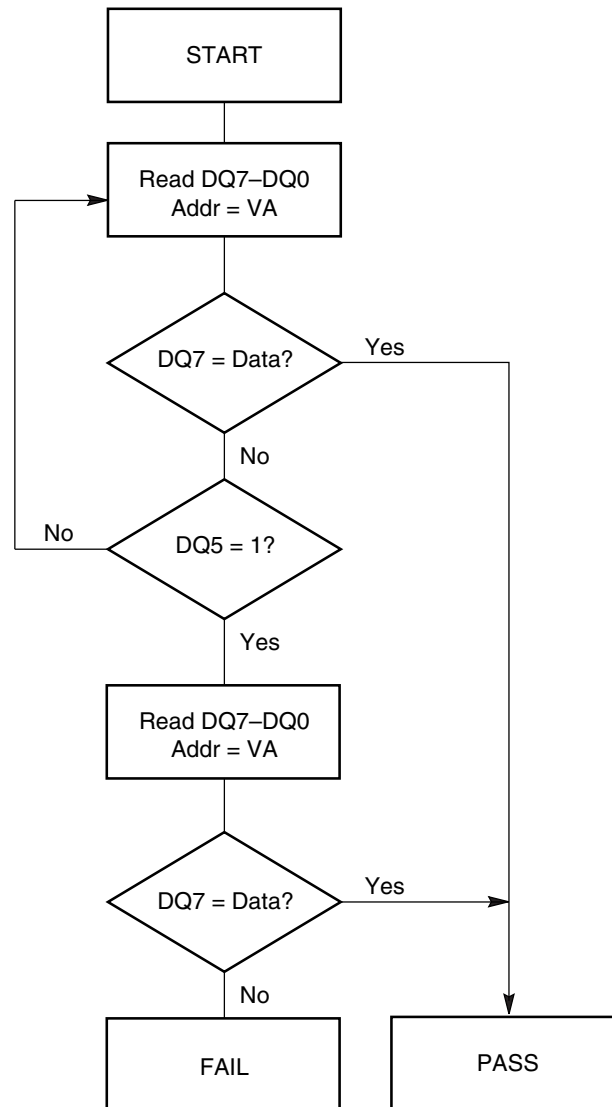 START
Read DQ7–DQ0
Addr = VA
DQ7 = Data?
Yes
No
No
DQ5 = 1?
Yes
Read DQ7–DQ0
Addr = VA
DQ7 = Data?
Yes
No
FAIL
PASS